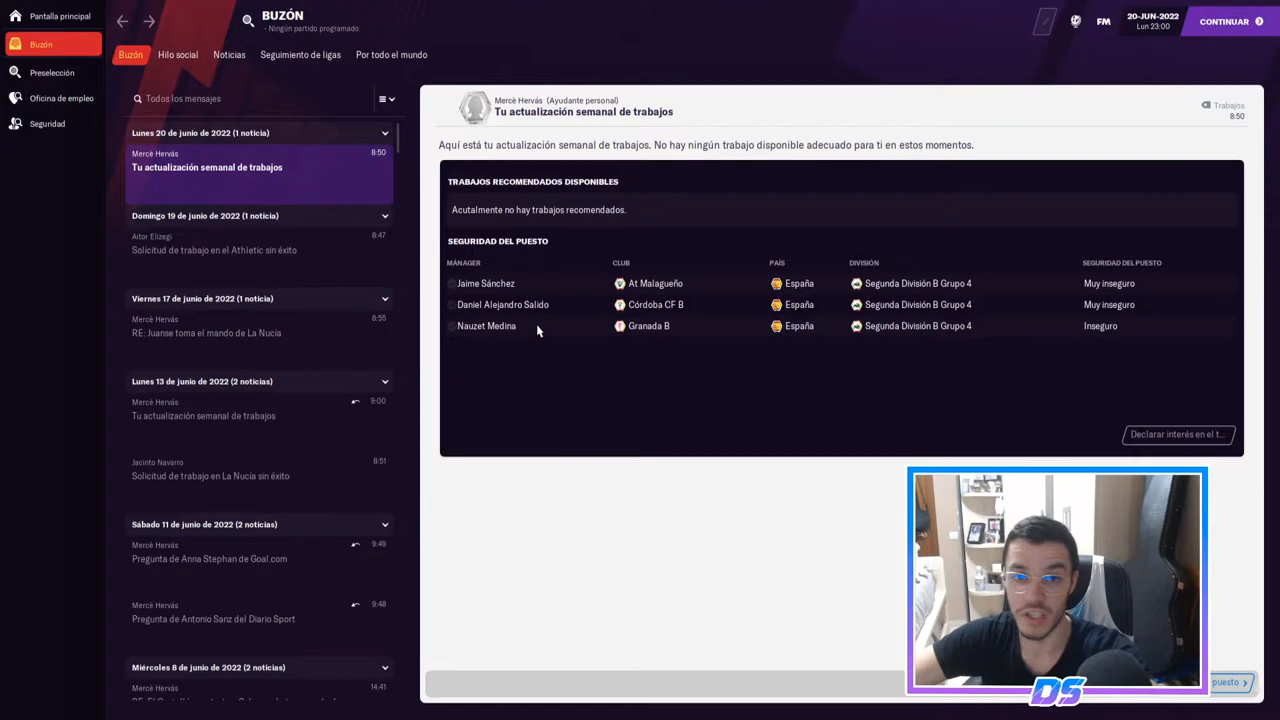 Pantalla principal
Buzón
Preselección
Oficina de empleo
Seguridad
BUZÓN
- Ningún partido programado.
FM
20-JUN-2022
Lun 23:00
CONTINUAR
Buzón
Hilo social
Noticias
Seguimiento de ligas
Por todo el mundo
Todos los mensajes
Lunes 20 de junio de 2022 (1 noticia)
Mercè Hervás 8:50
Tu actualización semanal de trabajos
Domingo 19 de junio de 2022 (1 noticia)
Aitor Elizegi 8:47
Solicitud de trabajo en el Athletic sin éxito
Viernes 17 de junio de 2022 (1 noticia)
Mercè Hervás 8:55
RE: Juanse toma el mando de La Nucía
Lunes 13 de junio de 2022 (2 noticias)
Mercè Hervás 9:00
Tu actualización semanal de trabajos
Jacinto Navarro 8:51
Solicitud de trabajo en La Nucía sin éxito
Sábado 11 de junio de 2022 (2 noticias)
Mercè Hervás 9:49
Pregunta de Anna Stephan de Goal.com
Mercè Hervás 9:48
Pregunta de Antonio Sanz del Diario Sport
Miércoles 8 de junio de 2022 (2 noticias)
Mercè Hervás 14:41
Mercè Hervás (Ayudante personal)
Tu actualización semanal de trabajos
Trabajos
8:50
Aquí está tu actualización semanal de trabajos. No hay ningún trabajo disponible adecuado para ti en estos momentos.
TRABAJOS RECOMENDADOS DISPONIBLES
Acutalmente no hay trabajos recomendados.
SEGURIDAD DEL PUESTO
MÁNAGER CLUB PAÍS DIVISIÓN SEGURIDAD DEL PUESTO
Jaime Sánchez At Malagueño España Segunda División B Grupo 4 Muy inseguro
Daniel Alejandro Salido Córdoba CF B España Segunda División B Grupo 4 Muy inseguro
Nauzet Medina Granada B España Segunda División B Grupo 4 Inseguro
Declarar interés en el t...
puesto
DS